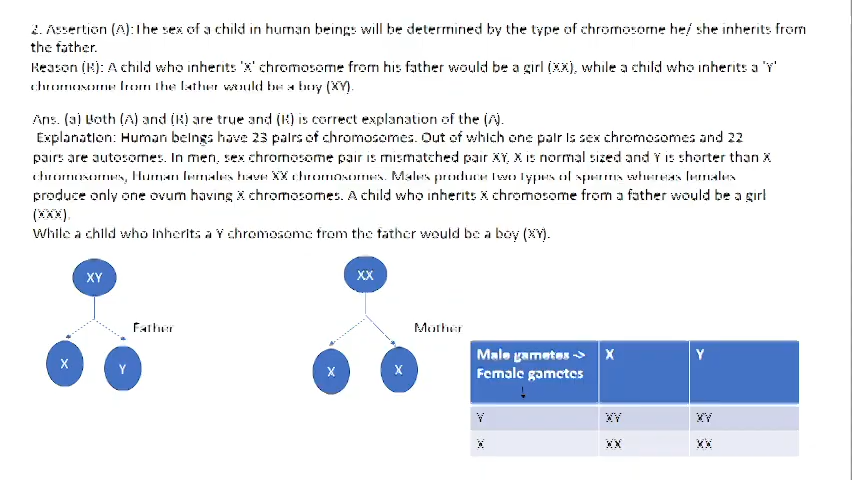 2. Assertion (A):The sex of a child in human beings will be determined by the type of chromosome he/ she inherits from
the father.
Reason (R): A child who inherits 'X' chromosome from his father would be a girl (XX), while a child who inherits a 'Y'
chromosome from the father would be a boy (XY).
Ans. (a) Both (A) and (R) are true and (R) is correct explanation of the (A).
Explanation: Human beings have 23 pairs of chromosomes. Out of which one pair is sex chromosomes and 22
pairs are autosomes. In men, sex chromosome pair is mismatched pair XY, X is normal sized and Y is shorter than X
chromosomes, Human females have XX chromosomes. Males produce two types of sperms whereas females
produce only one ovum having X chromosomes. A child who inherits X chromosome from a father would be a girl
(XXX).
While a child who inherits a Y chromosome from the father would be a boy (XY).
XY
XX
Father
Mother
X
Y
X
X
Male gametes -> X Y
Female gametes
Y XY XY
X XX XX